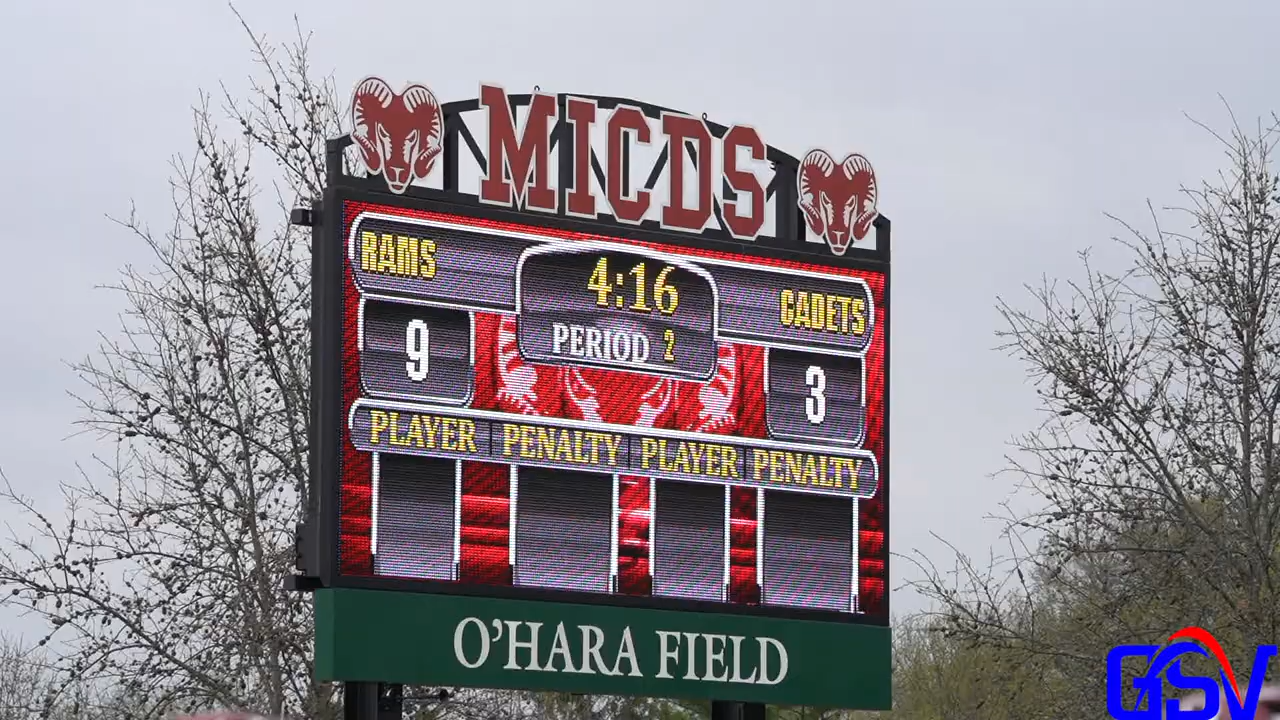 MICDS
RAMS 4:16 CADETS
9 PERIOD 2 3
PLAYER PENALTY PLAYER PENALTY
O'HARA FIELD
GSV